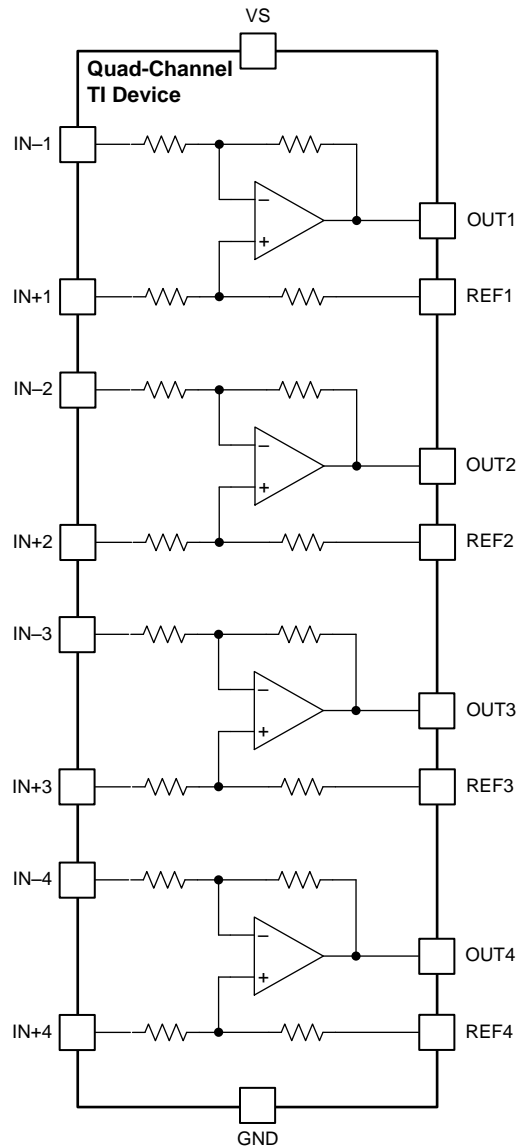 VS
Quad-Channel
TI Device
IN–1
−
+
OUT1
IN+1
REF1
IN–2
−
+
OUT2
IN+2
REF2
IN–3
−
+
OUT3
IN+3
REF3
IN–4
−
+
OUT4
IN+4
REF4
GND